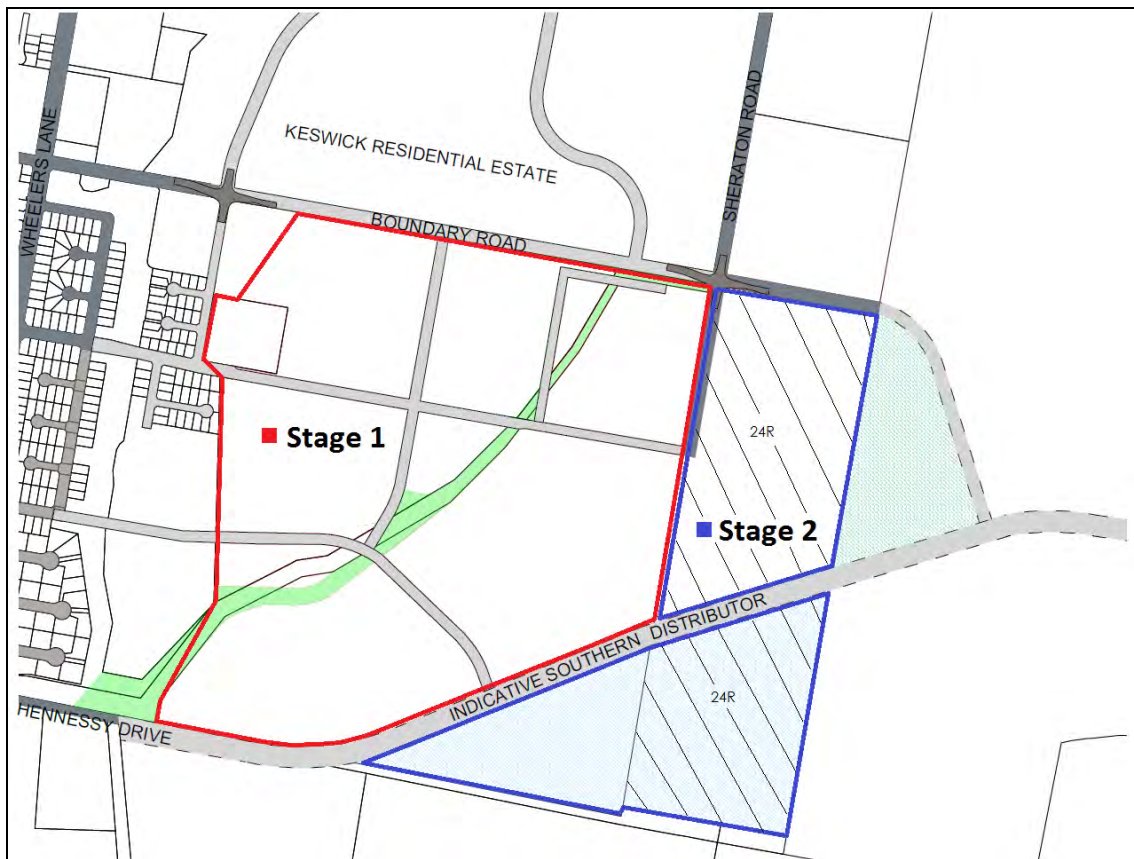 WHEELERS LANE
KESWICK RESIDENTIAL ESTATE
SHERATON ROAD
BOUNDARY ROAD
Stage 1
24R
Stage 2
INDICATIVE SOUTHERN DISTRIBUTOR
24R
HENNESSY DRIVE